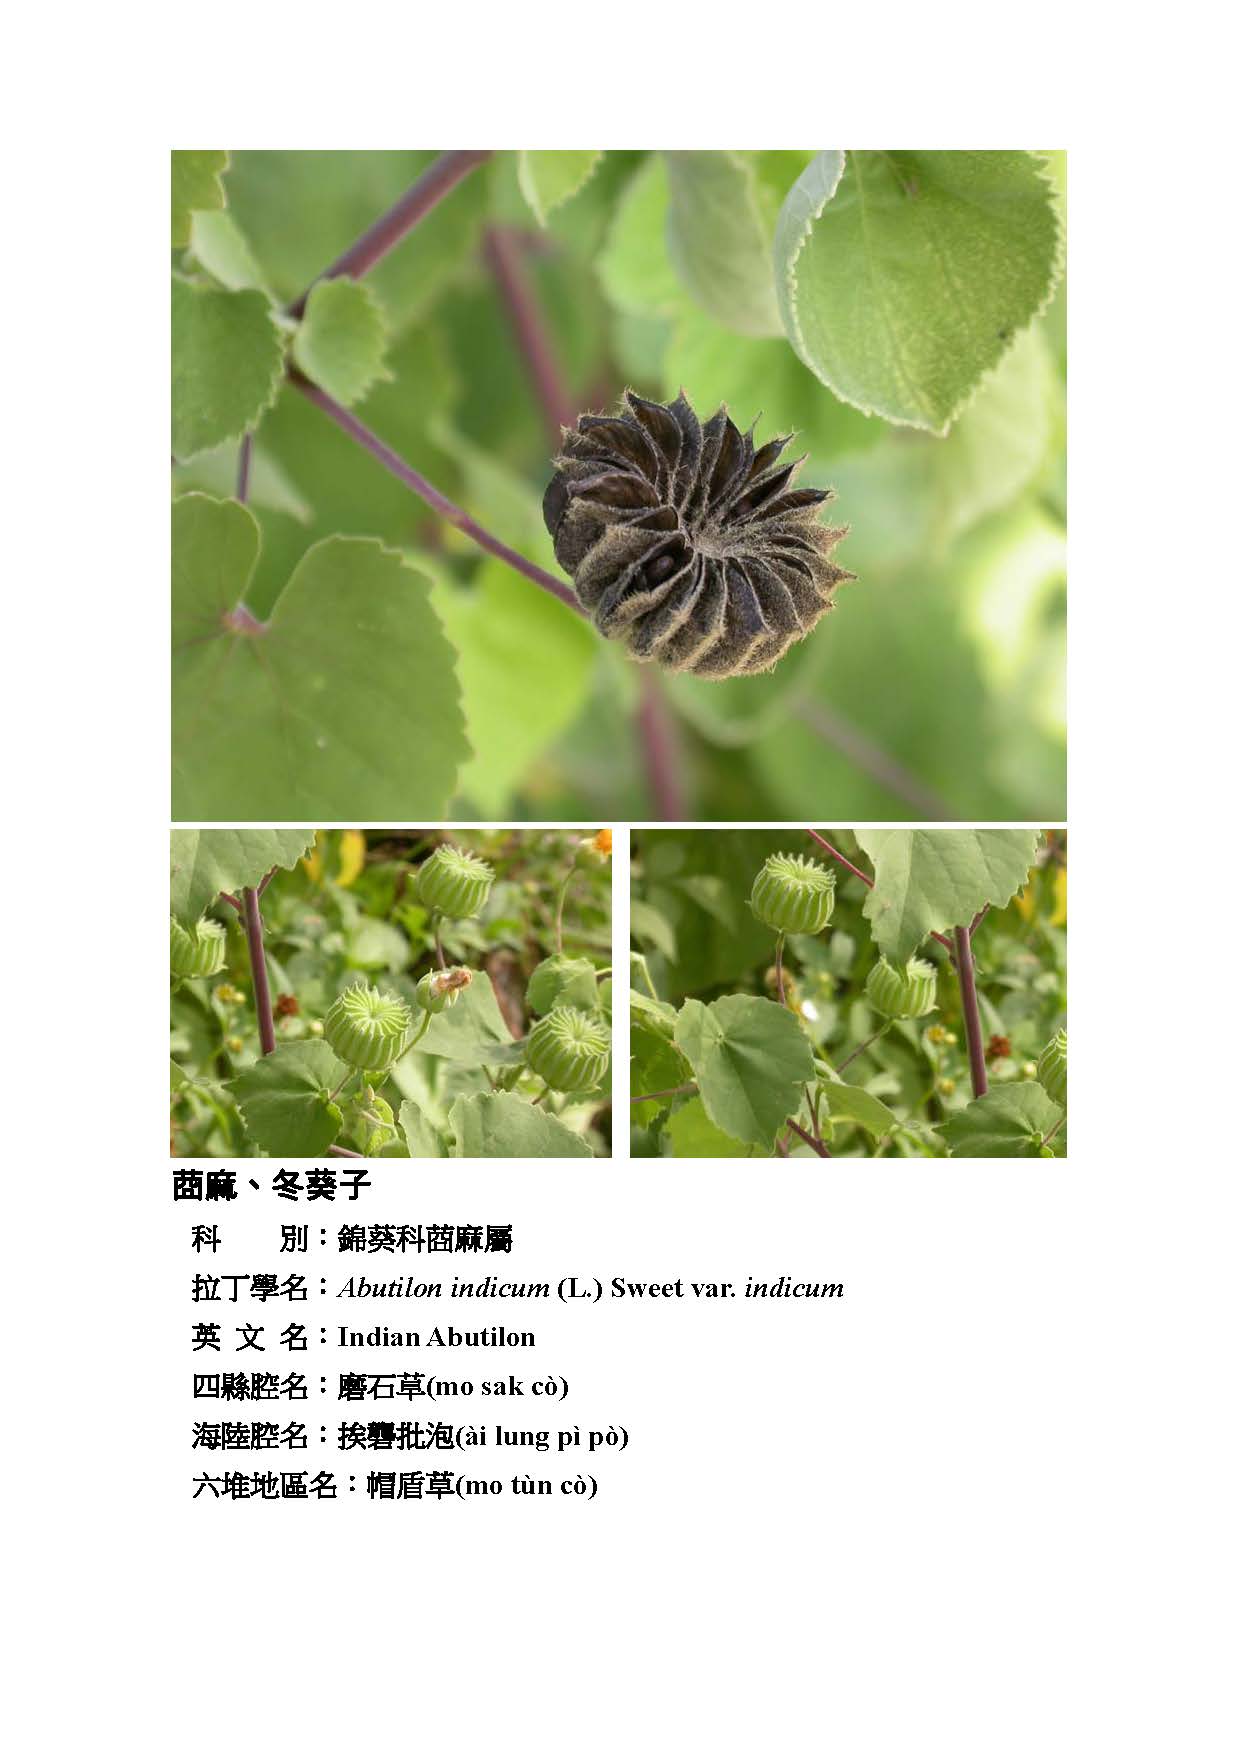 莔麻、冬葵子
科　　別：錦葵科莔麻屬
拉丁學名：Abutilon indicum (L.) Sweet var. indicum
英 文 名：Indian Abutilon
四縣腔名：磨石草(mo sak cò)
海陸腔名：挨礱批泡(ài lung pì pò)
六堆地區名：帽盾草(mo tùn cò)